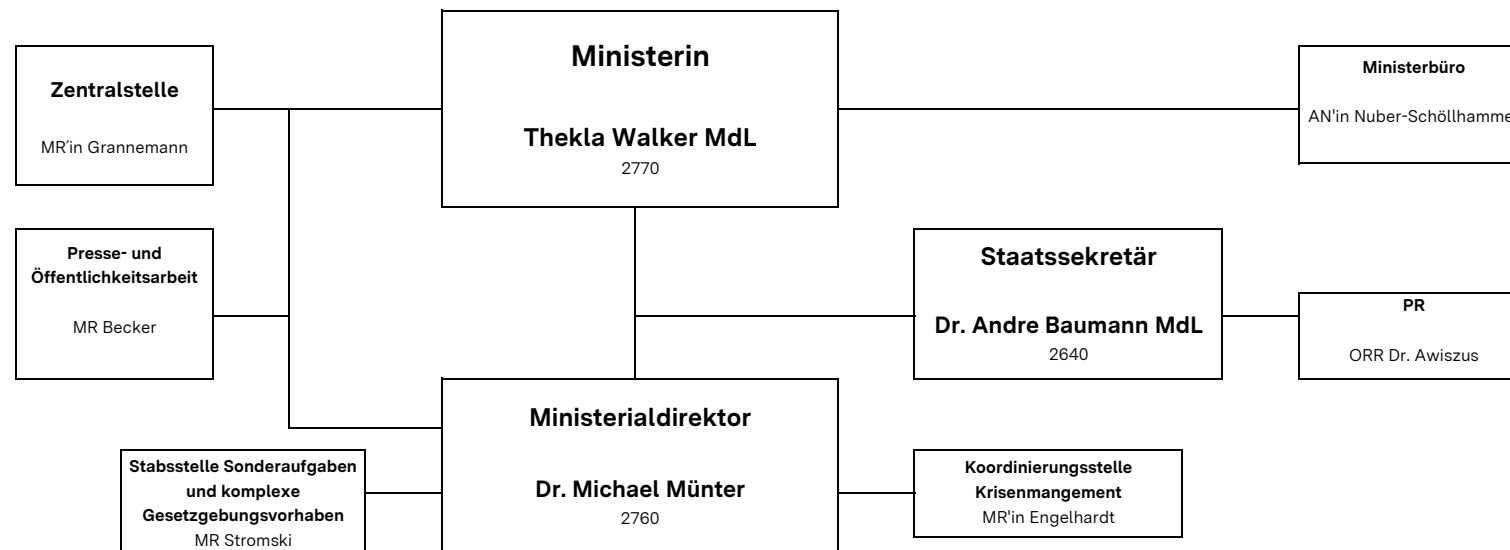 Ministerin
Thekla Walker MdL
2770
Zentralstelle
MR´in Grannemann
Ministerbüro
AN'in Nuber-Schöllhamme
Presse- und
Öffentlichkeitsarbeit
MR Becker
Staatssekretär
Dr. Andre Baumann MdL
2640
PR
ORR Dr. Awiszus
Ministerialdirektor
Dr. Michael Münter
2760
Stabsstelle Sonderaufgaben
und komplexe
Gesetzgebungsvorhaben
MR Stromski
Koordinierungsstelle
Krisenmangement
MR'in Engelhardt